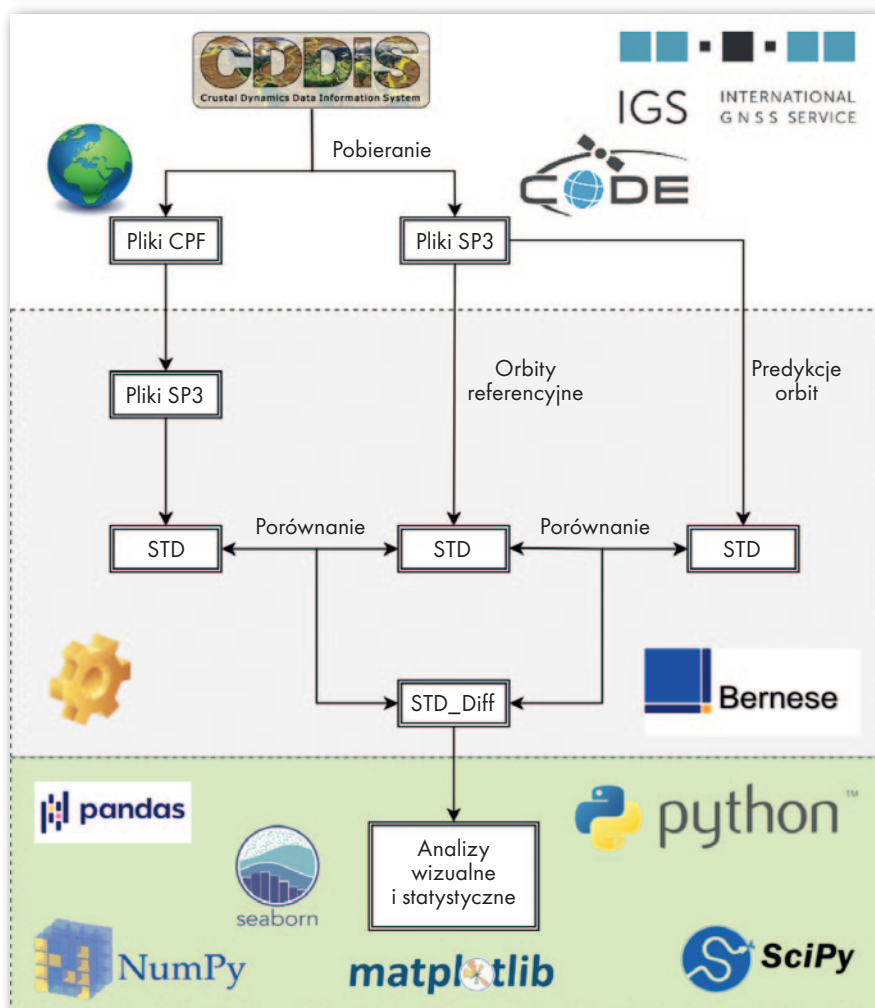 CDDIS
Crustal Dynamics Data Information System
IGS
INTERNATIONAL
GNSS SERVICE
Pobieranie
CODE
Pliki CPF
Pliki SP3
Pliki SP3
Orbity
referencyjne
Predykcje
orbit
Porównanie
Porównanie
STD
STD
STD
STD_Diff
Bernese
pandas
python™
Analizy
wizualne
i statystyczne
seaborn
NumPy
matplotlib
SciPy